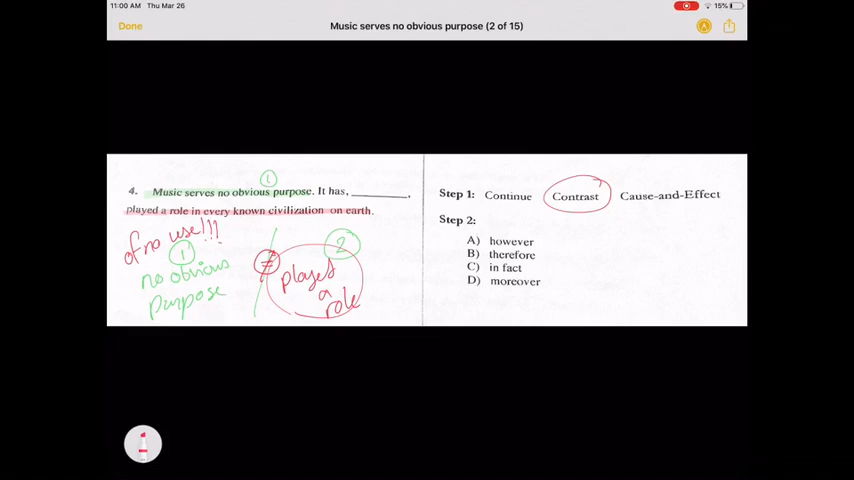 11:00 AM Thu Mar 26
15%
Done
Music serves no obvious purpose (2 of 15)
1
4. Music serves no obvious purpose. It has, ________,
played a role in every known civilization on earth.
of no use!!!
1
no obvious
purpose
≠
2
played
a
role
Step 1: Continue Contrast Cause-and-Effect
Step 2:
A) however
B) therefore
C) in fact
D) moreover